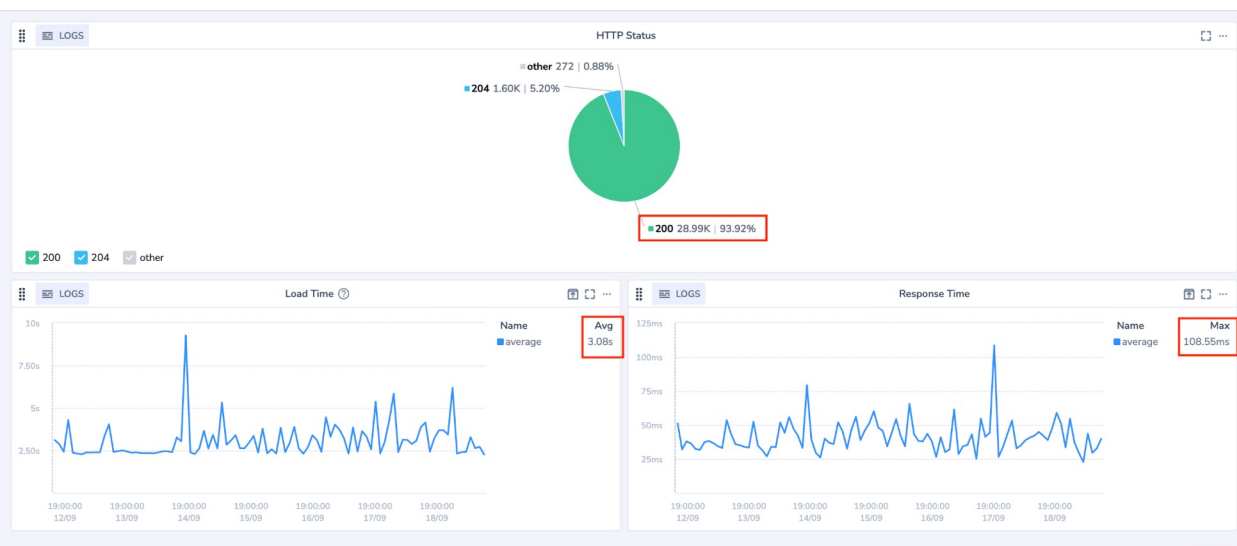 LOGS
HTTP Status
other 272 | 0.88%
204 1.60K | 5.20%
200 28.99K | 93.92%
200 204 other
LOGS
Load Time
10s
7.50s
5s
2.50s
19:00:00 19:00:00 19:00:00 19:00:00 19:00:00 19:00:00 19:00:00
12/09 13/09 14/09 15/09 16/09 17/09 18/09
Name Avg
average 3.08s
LOGS
Response Time
125ms
100ms
75ms
50ms
25ms
19:00:00 19:00:00 19:00:00 19:00:00 19:00:00 19:00:00 19:00:00
12/09 13/09 14/09 15/09 16/09 17/09 18/09
Name Max
average 108.55ms